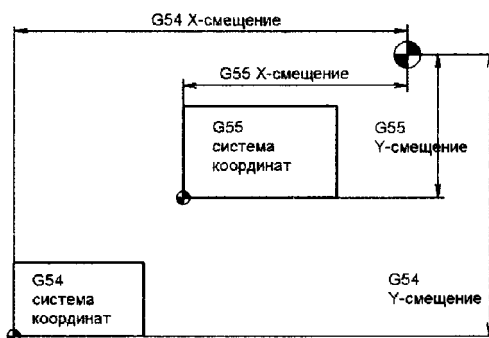 G54 X-смещение
G55 X-смещение
G55
система
координат
G55
Y-смещение
G54
система
координат
G54
Y-смещение